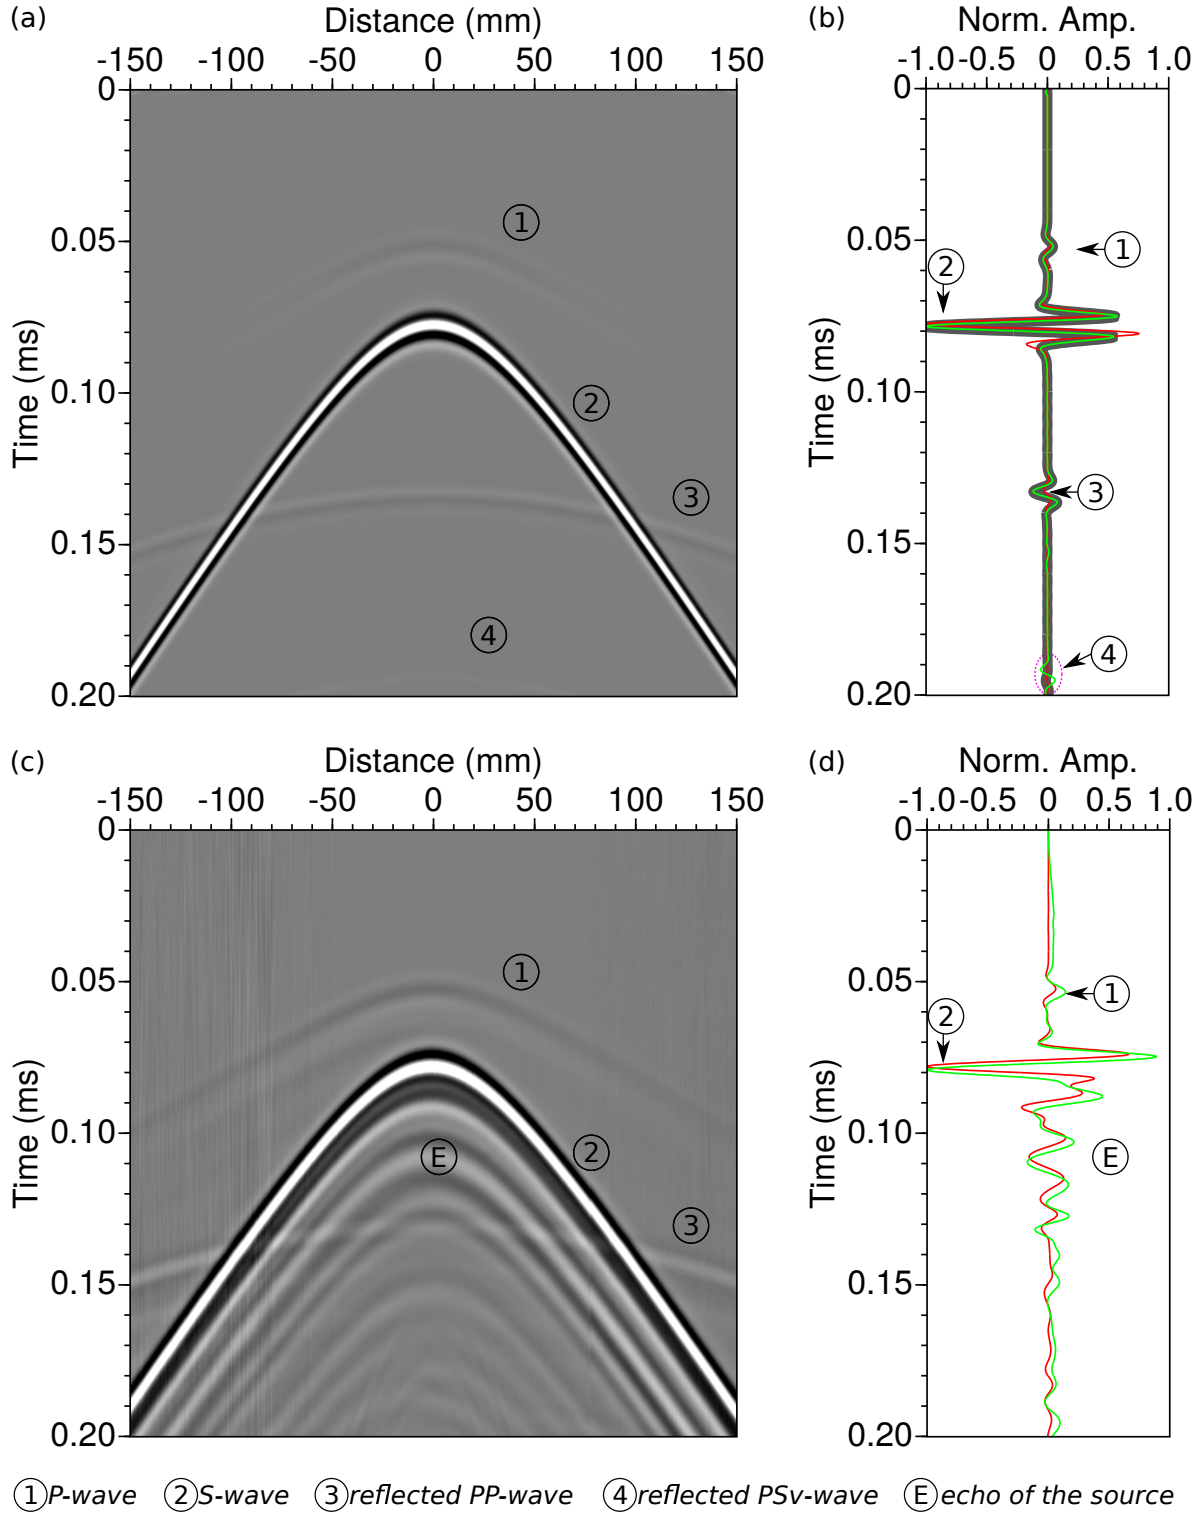 (a)
Distance (mm)
-150 -100 -50 0 50 100 150
0
0.05
0.10
0.15
0.20
Time (ms)
1
2
3
4
(b)
Norm. Amp.
-1.0 -0.5 0 0.5 1.0
0
0.05
0.10
0.15
0.20
Time (ms)
1
2
3
4
(c)
Distance (mm)
-150 -100 -50 0 50 100 150
0
0.05
0.10
0.15
0.20
Time (ms)
1
E
2
3
(d)
Norm. Amp.
-1.0 -0.5 0 0.5 1.0
0
0.05
0.10
0.15
0.20
Time (ms)
1
2
E
1 P-wave 2 S-wave 3 reflected PP-wave 4 reflected PSv-wave E echo of the source